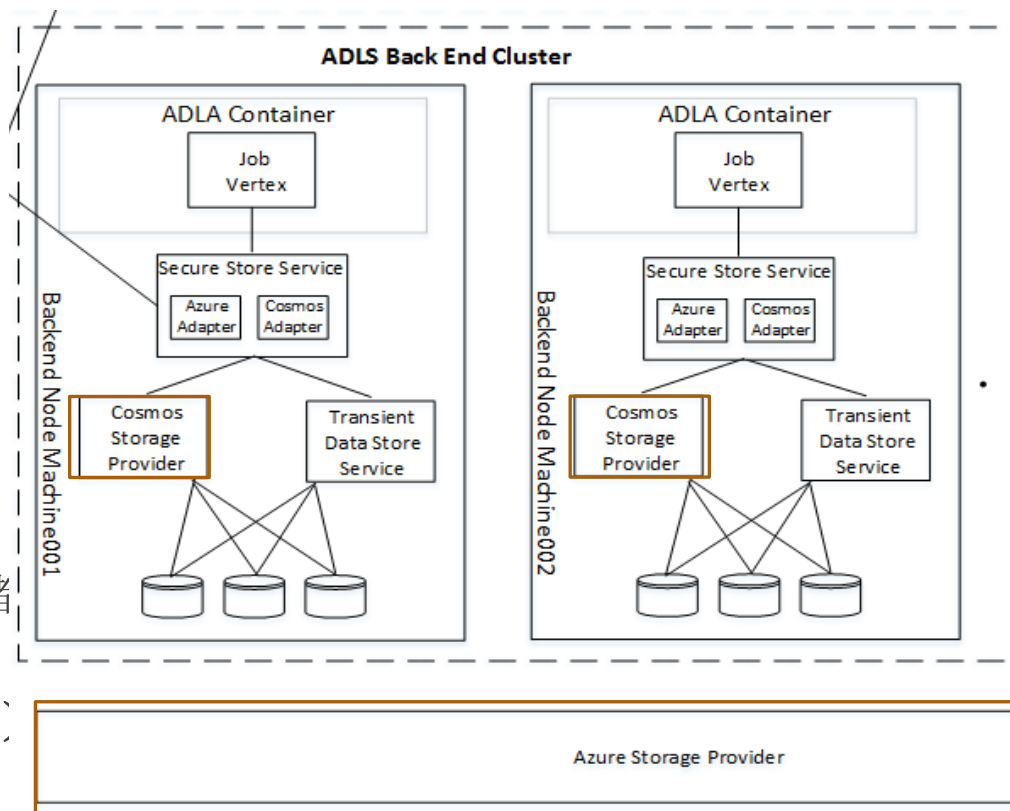 ADLS Back End Cluster
ADLA Container
Job
Vertex
Secure Store Service
Azure
Adapter
Cosmos
Adapter
Cosmos
Storage
Provider
Transient
Data Store
Service
Backend Node Machine001
ADLA Container
Job
Vertex
Secure Store Service
Azure
Adapter
Cosmos
Adapter
Cosmos
Storage
Provider
Transient
Data Store
Service
Backend Node Machine002
Azure Storage Provider